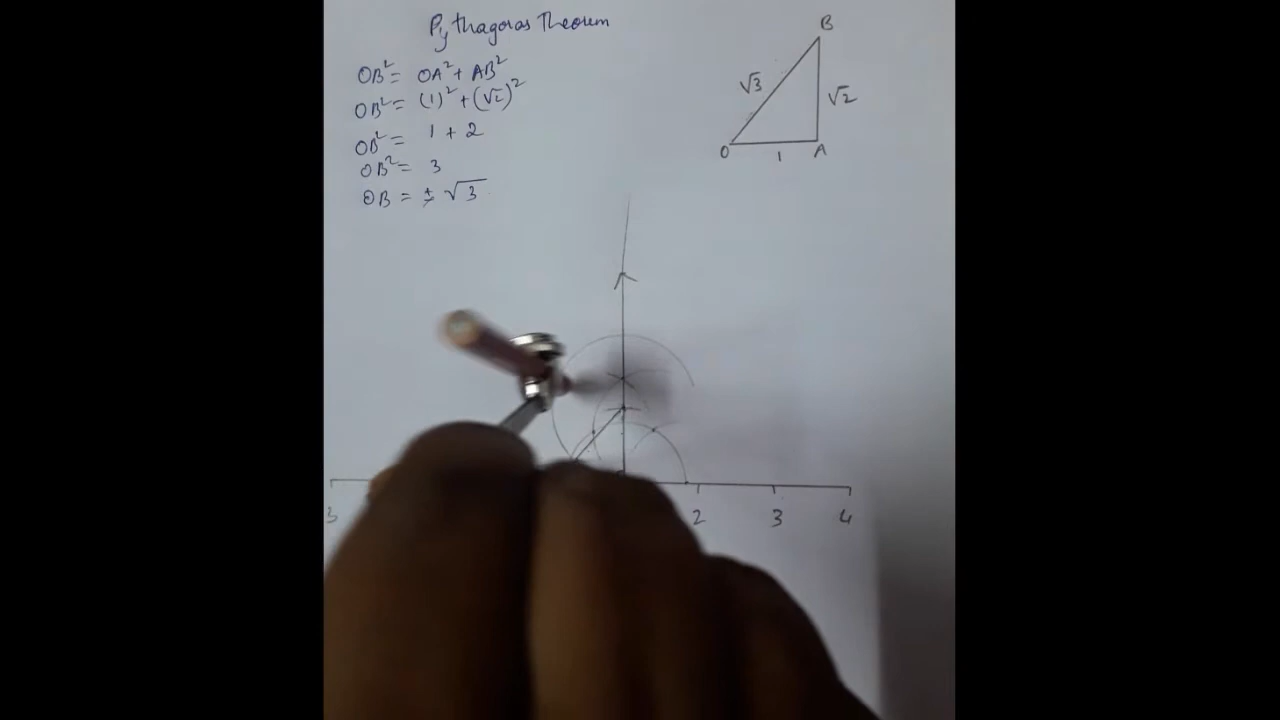 Pythagoras Theorem
OB² = OA² + AB²
OB² = (1)² + (√2)²
OB² = 1 + 2
OB² = 3
OB = ± √3
B
√3
√2
O
1
A
3
2
3
4